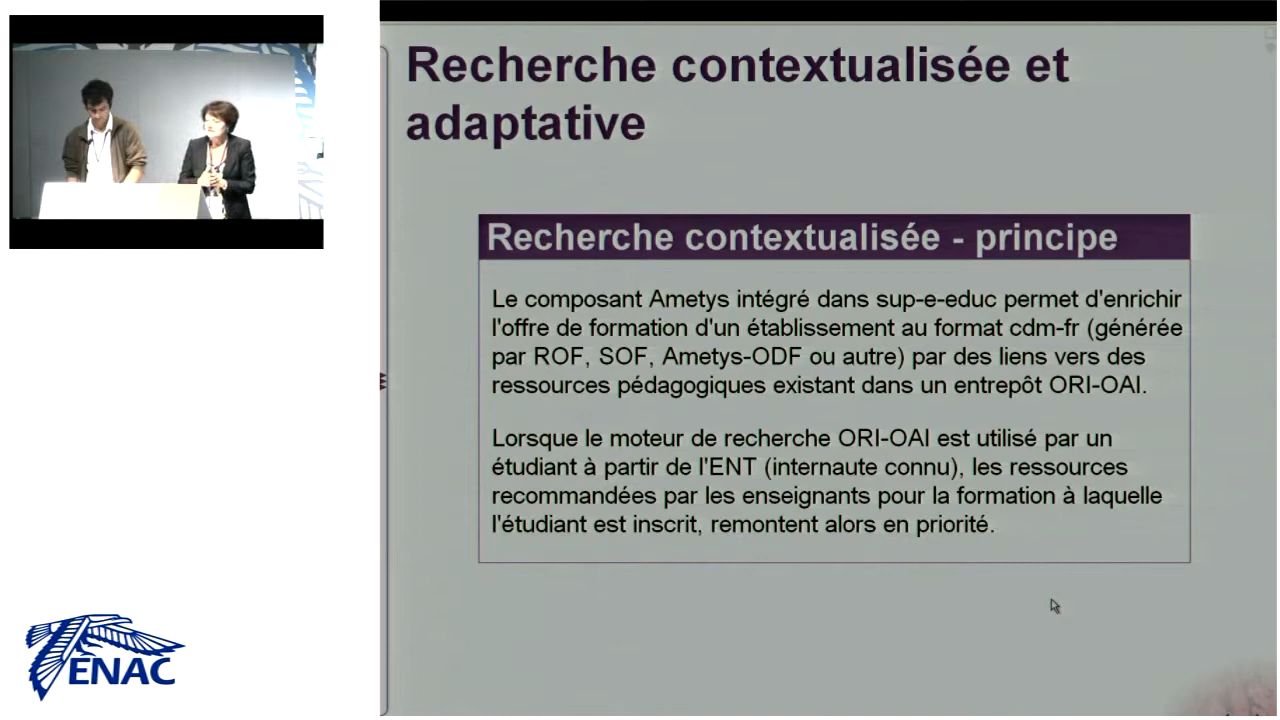 Recherche contextualisée et
adaptative
Recherche contextualisée - principe
Le composant Ametys intégré dans sup-e-educ permet d'enrichir
l'offre de formation d'un établissement au format cdm-fr (générée
par ROF, SOF, Ametys-ODF ou autre) par des liens vers des
ressources pédagogiques existant dans un entrepôt ORI-OAI.
Lorsque le moteur de recherche ORI-OAI est utilisé par un
étudiant à partir de l'ENT (internaute connu), les ressources
recommandées par les enseignants pour la formation à laquelle
l'étudiant est inscrit, remontent alors en priorité.
ENAC